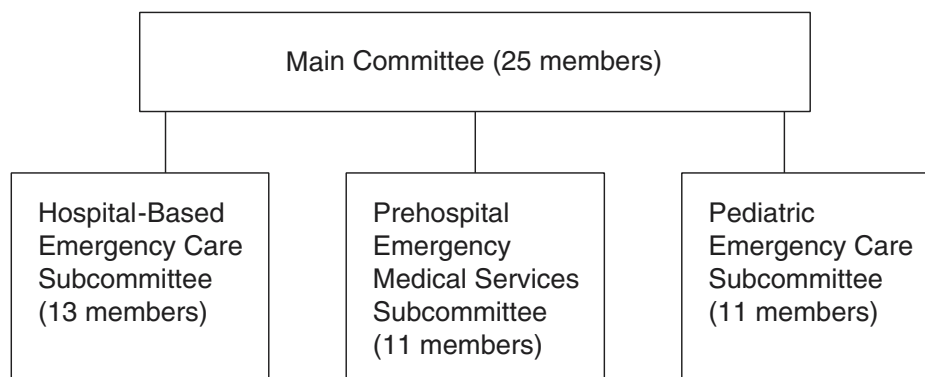 Main Committee (25 members)
Hospital-Based
Emergency Care
Subcommittee
(13 members)
Prehospital
Emergency
Medical Services
Subcommittee
(11 members)
Pediatric
Emergency Care
Subcommittee
(11 members)